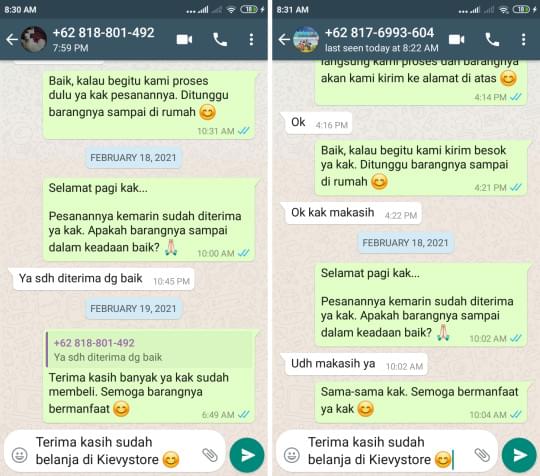 8:30 AM
18
+62 818-801-492
7:59 PM
Baik, kalau begitu kami proses
dulu ya kak pesanannya. Ditunggu
barangnya sampai di rumah 😊
10:31 AM
FEBRUARY 18, 2021
Selamat pagi kak...
Pesanannya kemarin sudah diterima
ya kak. Apakah barangnya sampai
dalam keadaan baik? 🙏🏻
10:00 AM
Ya sdh diterima dg baik
10:45 PM
FEBRUARY 19, 2021
+62 818-801-492
Ya sdh diterima dg baik
Terima kasih banyak ya kak sudah
membeli. Semoga barangnya
bermanfaat 😊
6:49 AM
Terima kasih sudah
belanja di Kievystore 😊
8:31 AM
18
+62 817-6993-604
last seen today at 8:22 AM
langsung kami proses dan barangnya
akan kami kirim ke alamat di atas 😊
4:14 PM
Ok
4:16 PM
Baik, kalau begitu kami kirim besok
ya kak. Ditunggu barangnya sampai
di rumah 😊
4:21 PM
Ok kak makasih
4:22 PM
FEBRUARY 18, 2021
Selamat pagi kak...
Pesanannya kemarin sudah diterima
ya kak. Apakah barangnya sampai
dalam keadaan baik? 🙏🏻
10:02 AM
Udh makasih ya
10:02 AM
Sama-sama kak. Semoga bermanfaat
ya kak 😊
10:04 AM
Terima kasih sudah
belanja di Kievystore 😊